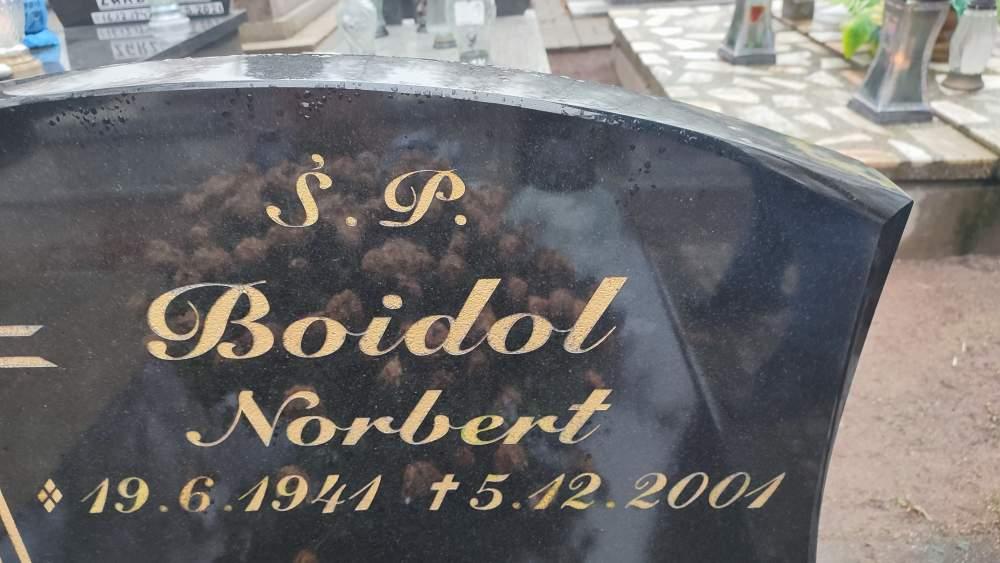 Ś. P.
Boidol
Norbert
19.6.1941 ✝ 5.12.2001